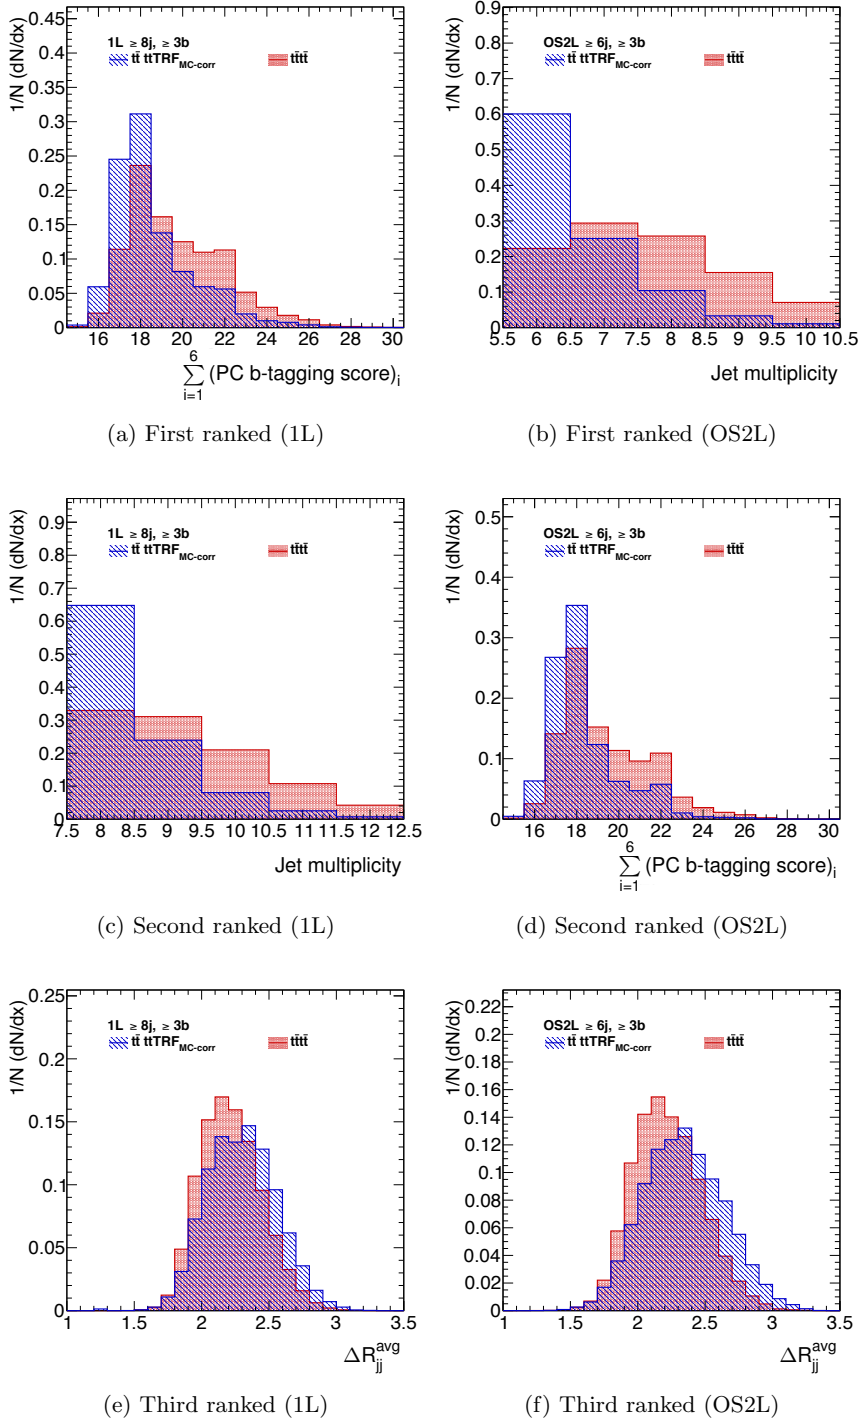 1/N (dN/dx)
0.45
0.4
0.35
0.3
0.25
0.2
0.15
0.1
0.05
0
1L ≥ 8j, ≥ 3b
tt̄ ttTRF_MC-corr tt̄tt̄
16 18 20 22 24 26 28 30
6
∑ (PC b-tagging score)_i
i=1
(a) First ranked (1L)
1/N (dN/dx)
0.9
0.8
0.7
0.6
0.5
0.4
0.3
0.2
0.1
0
OS2L ≥ 6j, ≥ 3b
tt̄ ttTRF_MC-corr tt̄tt̄
5.5 6 6.5 7 7.5 8 8.5 9 9.5 10 10.5
Jet multiplicity
(b) First ranked (OS2L)
1/N (dN/dx)
0.9
0.8
0.7
0.6
0.5
0.4
0.3
0.2
0.1
0
1L ≥ 8j, ≥ 3b
tt̄ ttTRF_MC-corr tt̄tt̄
7.5 8 8.5 9 9.5 10 10.5 11 11.5 12 12.5
Jet multiplicity
(c) Second ranked (1L)
1/N (dN/dx)
0.5
0.4
0.3
0.2
0.1
0
OS2L ≥ 6j, ≥ 3b
tt̄ ttTRF_MC-corr tt̄tt̄
16 18 20 22 24 26 28 30
6
∑ (PC b-tagging score)_i
i=1
(d) Second ranked (OS2L)
1/N (dN/dx)
0.25
0.2
0.15
0.1
0.05
0
1L ≥ 8j, ≥ 3b
tt̄ ttTRF_MC-corr tt̄tt̄
1 1.5 2 2.5 3 3.5
ΔR_jj^avg
(e) Third ranked (1L)
1/N (dN/dx)
0.22
0.2
0.18
0.16
0.14
0.12
0.1
0.08
0.06
0.04
0.02
0
OS2L ≥ 6j, ≥ 3b
tt̄ ttTRF_MC-corr tt̄tt̄
1 1.5 2 2.5 3 3.5
ΔR_jj^avg
(f) Third ranked (OS2L)